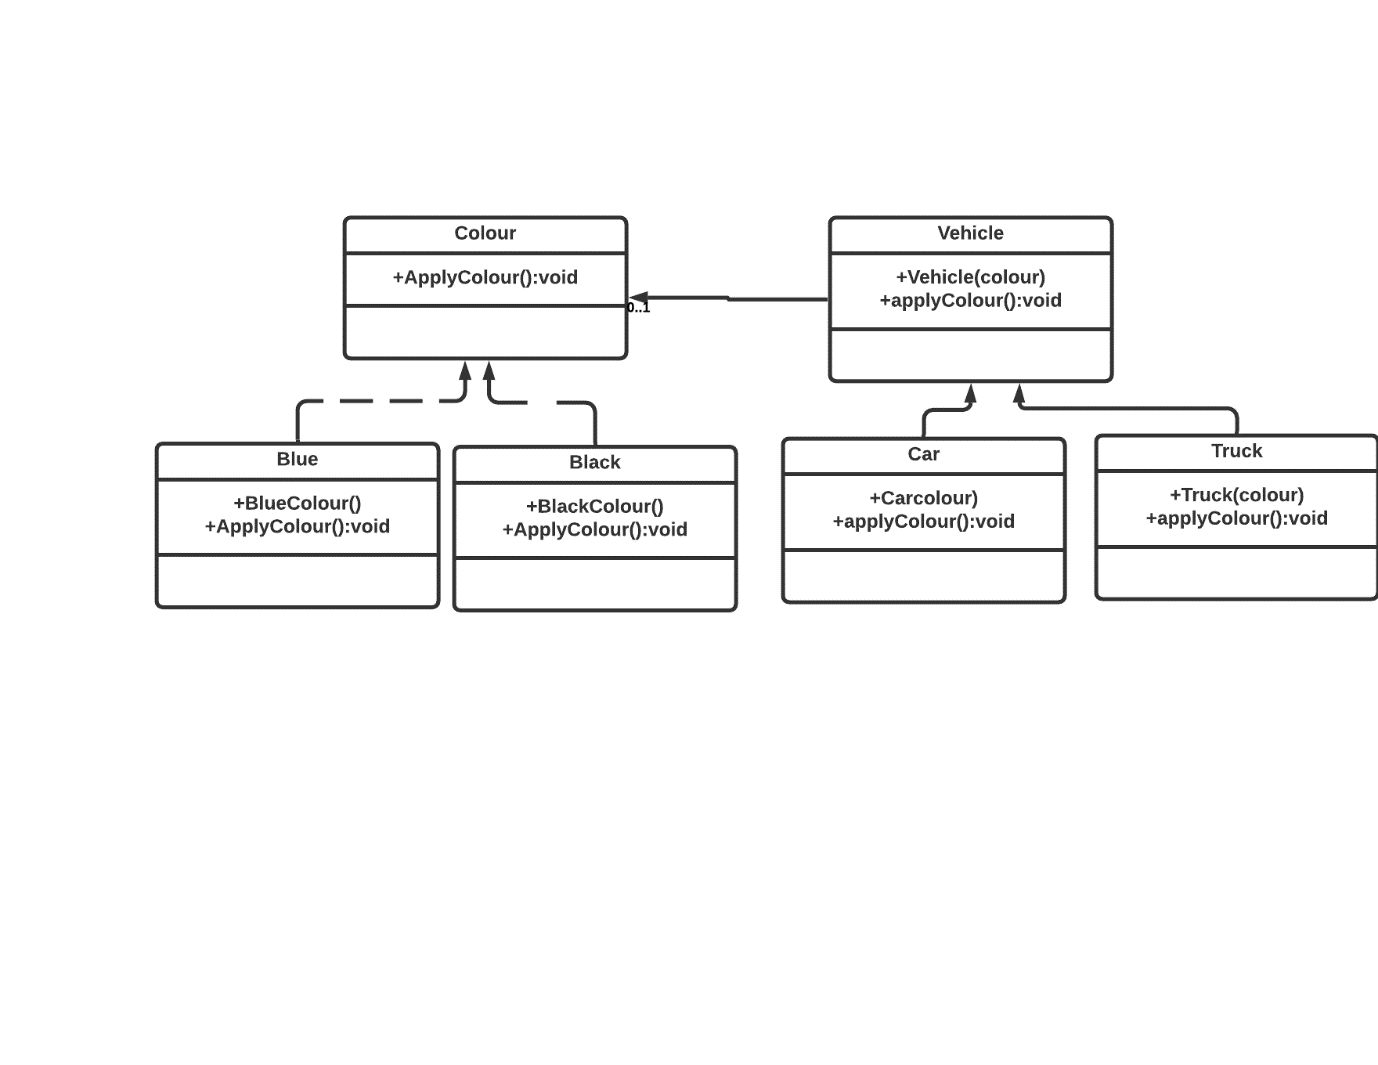 Colour
+ApplyColour():void
0..1
Vehicle
+Vehicle(colour)
+applyColour():void
Blue
+BlueColour()
+ApplyColour():void
Black
+BlackColour()
+ApplyColour():void
Car
+Carcolour)
+applyColour():void
Truck
+Truck(colour)
+applyColour():void